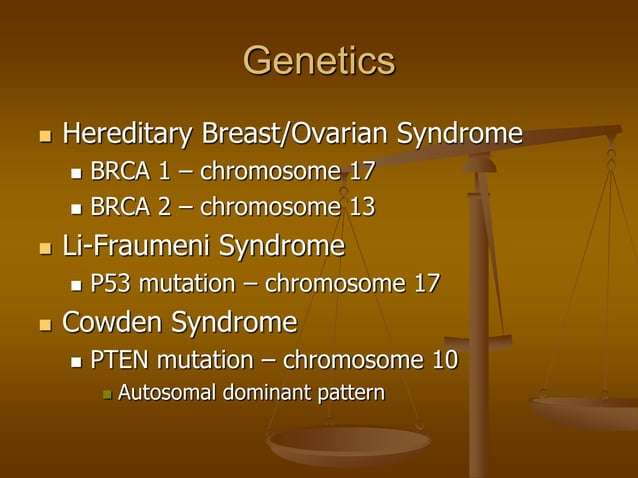 Genetics
Hereditary Breast/Ovarian Syndrome
BRCA 1 – chromosome 17
BRCA 2 – chromosome 13
Li-Fraumeni Syndrome
P53 mutation – chromosome 17
Cowden Syndrome
PTEN mutation – chromosome 10
Autosomal dominant pattern